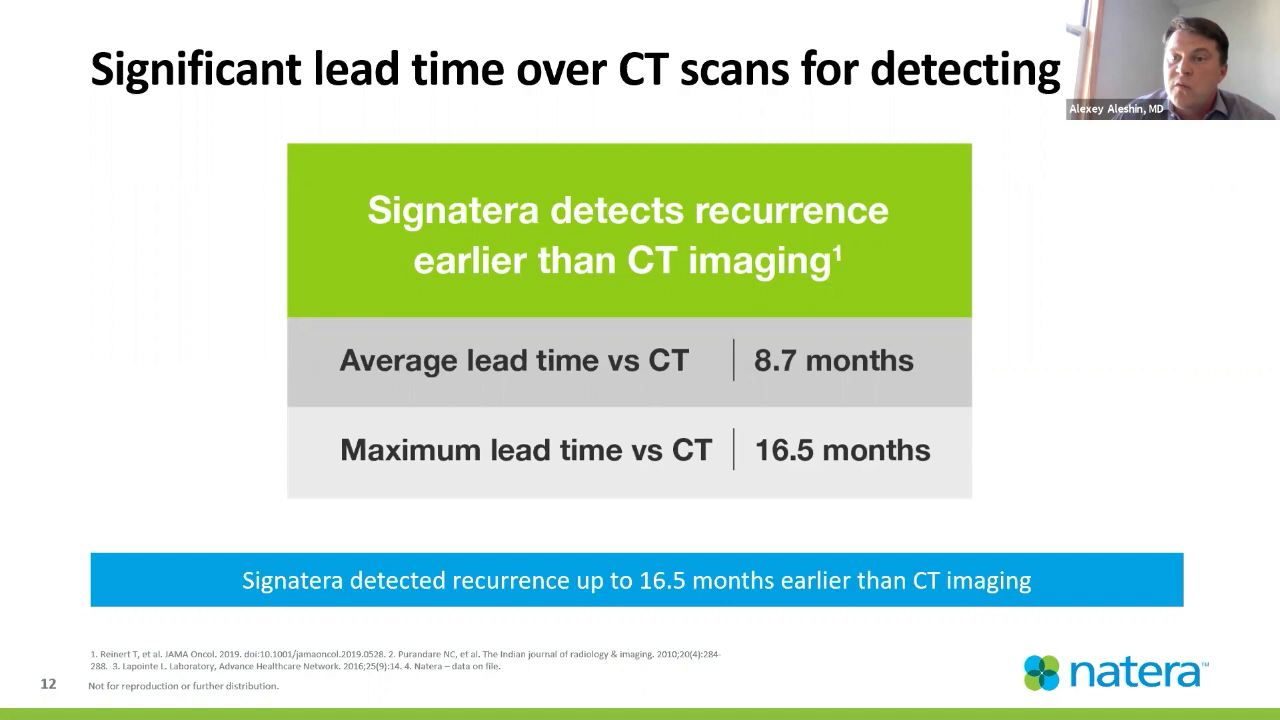 Significant lead time over CT scans for detecting
Alexey Aleshin, MD
Signatera detects recurrence
earlier than CT imaging1
Average lead time vs CT | 8.7 months
Maximum lead time vs CT | 16.5 months
Signatera detected recurrence up to 16.5 months earlier than CT imaging
1. Reinert T, et al. JAMA Oncol. 2019. doi:10.1001/jamaoncol.2019.0528. 2. Purandare NC, et al. The Indian journal of radiology & imaging. 2010;20(4):284-
288. 3. Lapointe L. Laboratory, Advance Healthcare Network. 2016;25(9):14. 4. Natera – data on file.
12 Not for reproduction or further distribution.
natera™